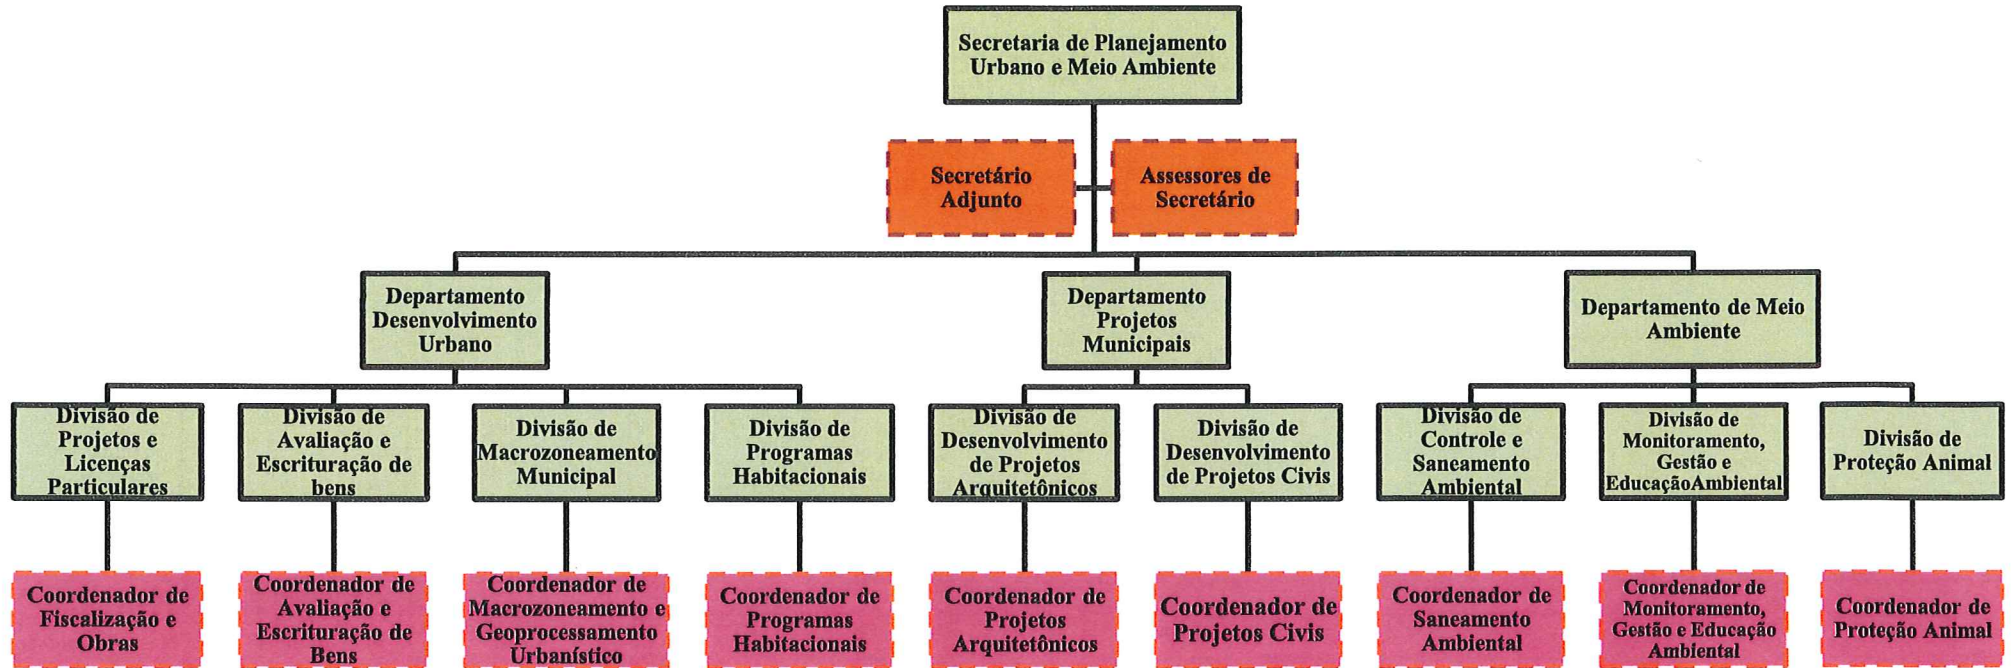 Secretaria de Planejamento
Urbano e Meio Ambiente
Secretário
Adjunto
Assessores de
Secretário
Departamento
Desenvolvimento
Urbano
Departamento
Projetos
Municipais
Departamento de Meio
Ambiente
Divisão de
Projetos e
Licenças
Particulares
Divisão de
Avaliação e
Escrituração de
bens
Divisão de
Macrozoneamento
Municipal
Divisão de
Programas
Habitacionais
Divisão de
Desenvolvimento
de Projetos
Arquitetônicos
Divisão de
Desenvolvimento
de Projetos Civis
Divisão de
Controle e
Saneamento
Ambiental
Divisão de
Monitoramento,
Gestão e
EducaçãoAmbiental
Divisão de
Proteção Animal
Coordenador de
Fiscalização e
Obras
Coordenador de
Avaliação e
Escrituração de
Bens
Coordenador de
Macrozoneamento e
Geoprocessamento
Urbanístico
Coordenador de
Programas
Habitacionais
Coordenador de
Projetos
Arquitetônicos
Coordenador de
Projetos Civis
Coordenador de
Saneamento
Ambiental
Coordenador de
Monitoramento,
Gestão e Educação
Ambiental
Coordenador de
Proteção Animal